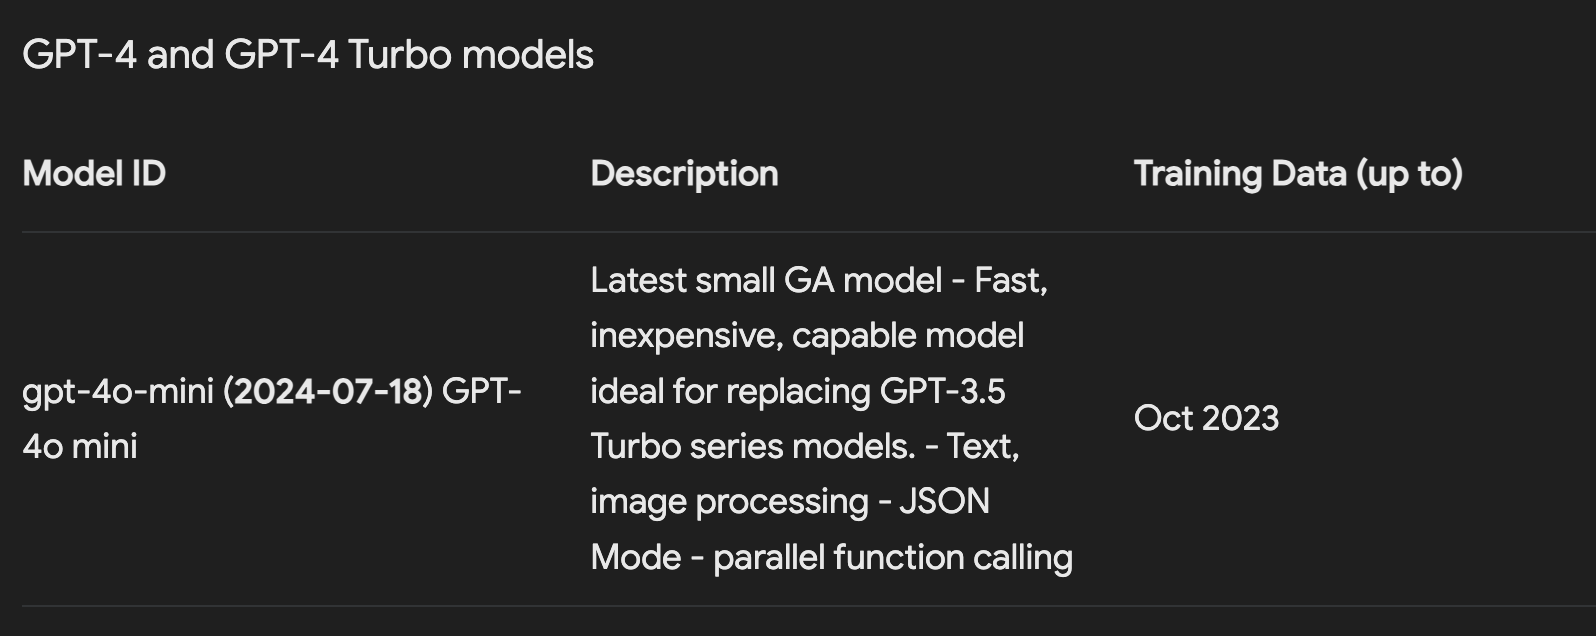 GPT-4 and GPT-4 Turbo models
Model ID
Description
Training Data (up to)
gpt-4o-mini (2024-07-18) GPT-
4o mini
Latest small GA model - Fast,
inexpensive, capable model
ideal for replacing GPT-3.5
Turbo series models. - Text,
image processing - JSON
Mode - parallel function calling
Oct 2023